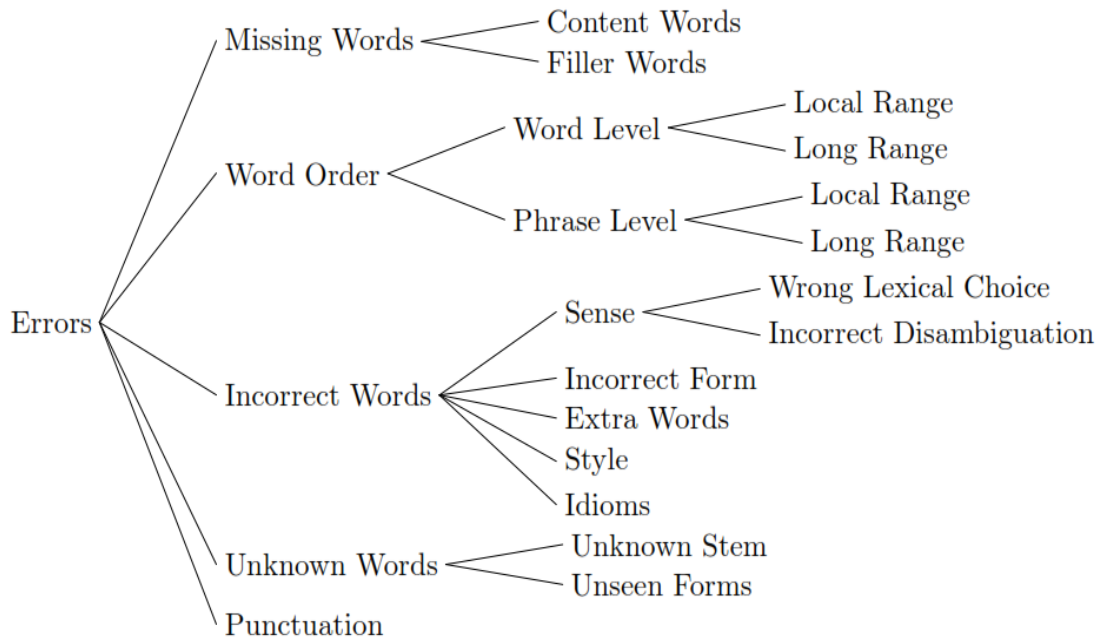 Errors
Missing Words
Content Words
Filler Words
Word Order
Word Level
Local Range
Long Range
Phrase Level
Local Range
Long Range
Incorrect Words
Sense
Wrong Lexical Choice
Incorrect Disambiguation
Incorrect Form
Extra Words
Style
Idioms
Unknown Words
Unknown Stem
Unseen Forms
Punctuation